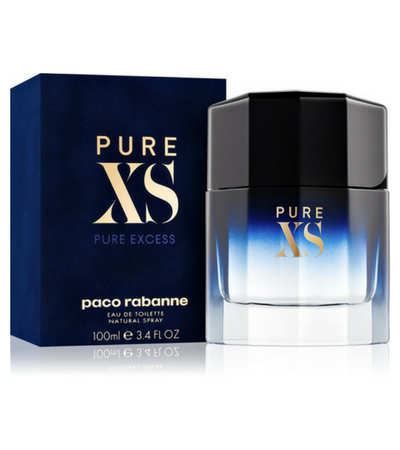 PURE
XS
PURE EXCESS
paco rabanne
EAU DE TOILETTE
NATURAL SPRAY
100ml ℮ 3.4 FL OZ
PURE
XS